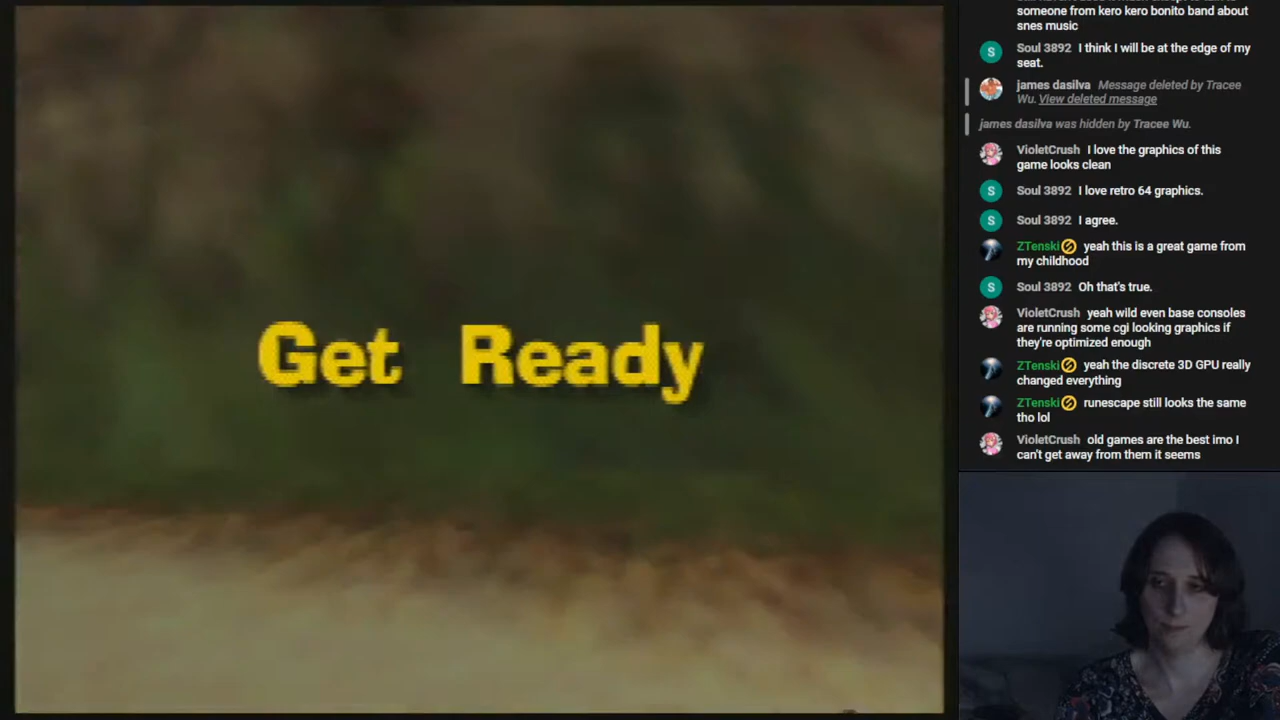 Get Ready
someone from kero kero bonito band about
snes music
S Soul 3892 I think I will be at the edge of my
seat.
james dasilva Message deleted by Tracee
Wu. View deleted message
james dasilva was hidden by Tracee Wu.
VioletCrush I love the graphics of this
game looks clean
S Soul 3892 I love retro 64 graphics.
S Soul 3892 I agree.
ZTenski yeah this is a great game from
my childhood
S Soul 3892 Oh that's true.
VioletCrush yeah wild even base consoles
are running some cgi looking graphics if
they're optimized enough
ZTenski yeah the discrete 3D GPU really
changed everything
ZTenski runescape still looks the same
tho lol
VioletCrush old games are the best imo I
can't get away from them it seems